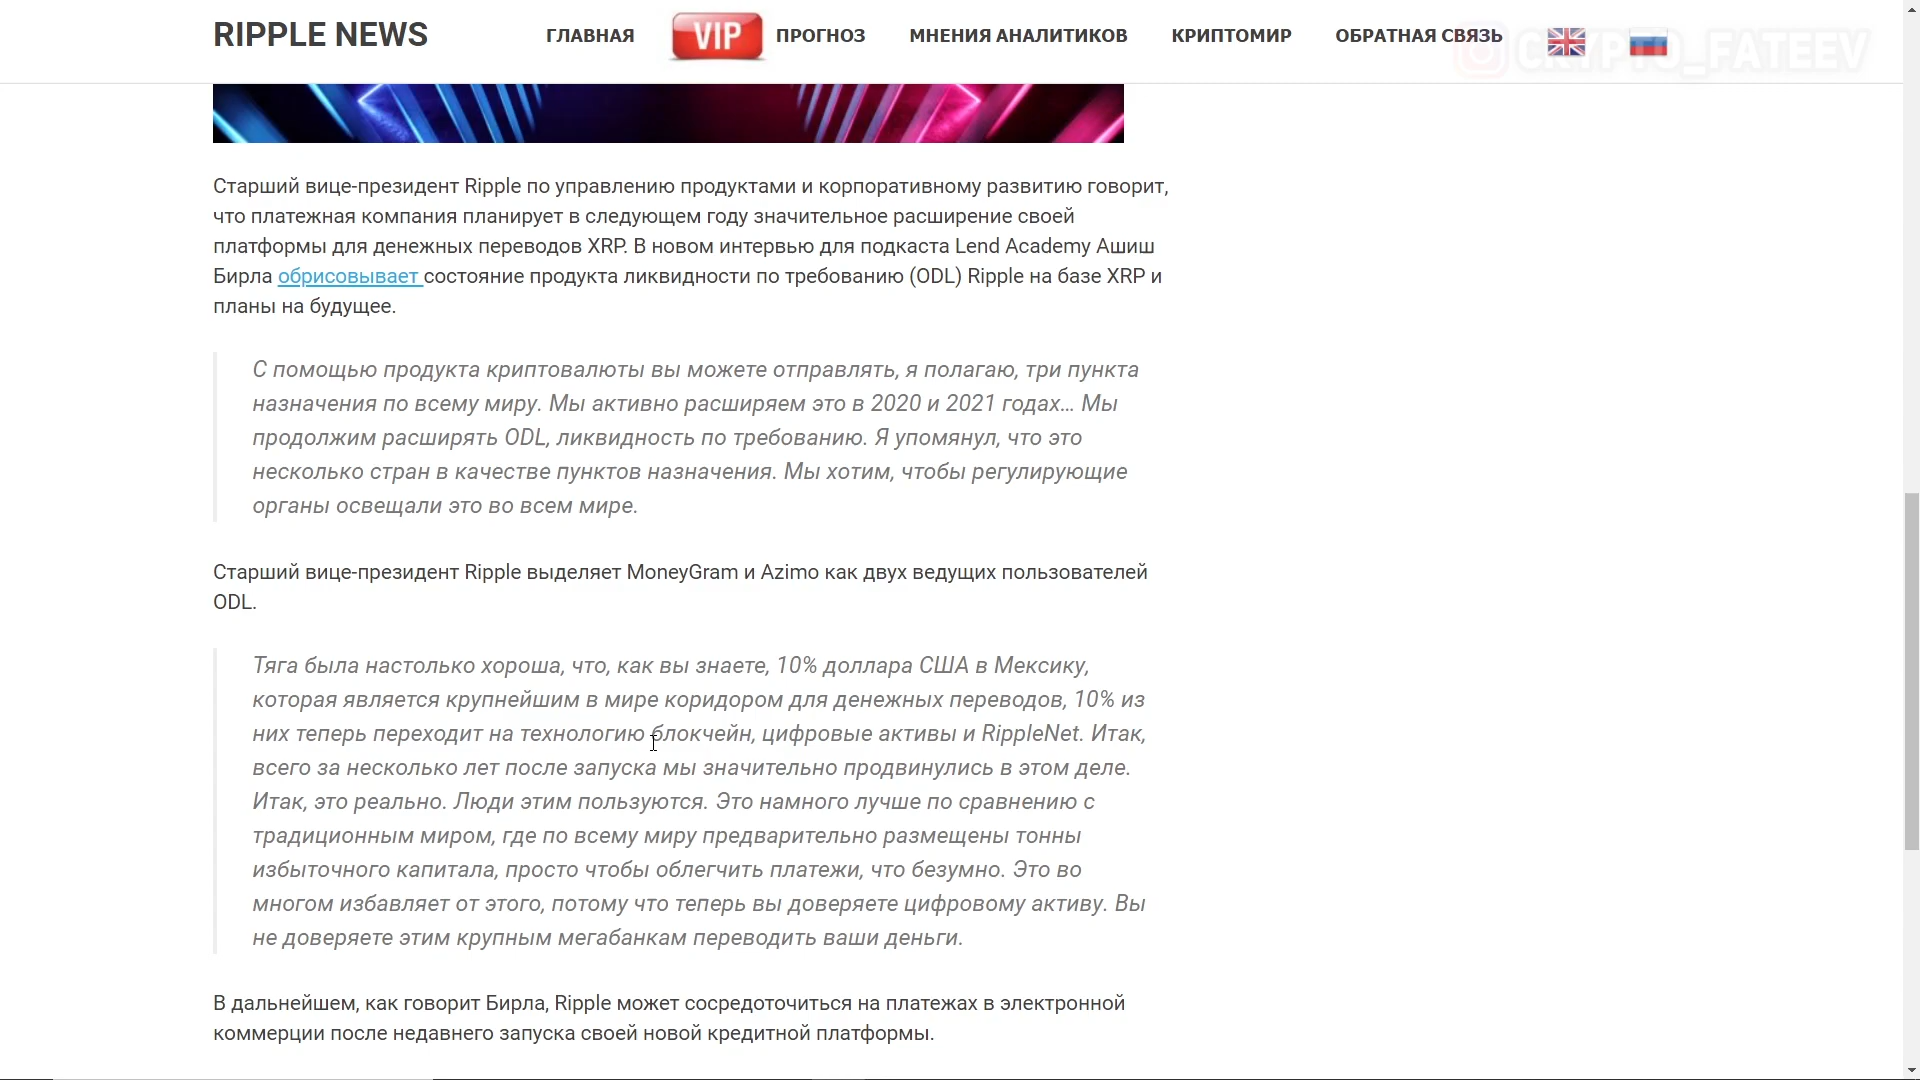 RIPPLE NEWS
ГЛАВНАЯ
VIP
ПРОГНОЗ
МНЕНИЯ АНАЛИТИКОВ
КРИПТОМИР
ОБРАТНАЯ СВЯЗЬ
CRYPTO_FATEEV
Старший вице-президент Ripple по управлению продуктами и корпоративному развитию говорит,
что платежная компания планирует в следующем году значительное расширение своей
платформы для денежных переводов XRP. В новом интервью для подкаста Lend Academy Ашиш
Бирла обрисовывает состояние продукта ликвидности по требованию (ODL) Ripple на базе XRP и
планы на будущее.
С помощью продукта криптовалюты вы можете отправлять, я полагаю, три пункта
назначения по всему миру. Мы активно расширяем это в 2020 и 2021 годах... Мы
продолжим расширять ODL, ликвидность по требованию. Я упомянул, что это
несколько стран в качестве пунктов назначения. Мы хотим, чтобы регулирующие
органы освещали это во всем мире.
Старший вице-президент Ripple выделяет MoneyGram и Azimo как двух ведущих пользователей
ODL.
Тяга была настолько хороша, что, как вы знаете, 10% доллара США в Мексику,
которая является крупнейшим в мире коридором для денежных переводов, 10% из
них теперь переходит на технологию блокчейн, цифровые активы и RippleNet. Итак,
всего за несколько лет после запуска мы значительно продвинулись в этом деле.
Итак, это реально. Люди этим пользуются. Это намного лучше по сравнению с
традиционным миром, где по всему миру предварительно размещены тонны
избыточного капитала, просто чтобы облегчить платежи, что безумно. Это во
многом избавляет от этого, потому что теперь вы доверяете цифровому активу. Вы
не доверяете этим крупным мегабанкам переводить ваши деньги.
В дальнейшем, как говорит Бирла, Ripple может сосредоточиться на платежах в электронной
коммерции после недавнего запуска своей новой кредитной платформы.